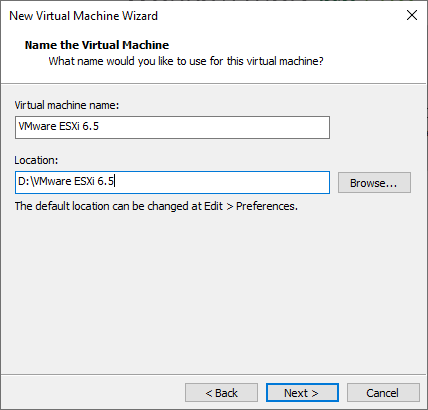 New Virtual Machine Wizard
Name the Virtual Machine
What name would you like to use for this virtual machine?
Virtual machine name:
VMware ESXi 6.5
Location:
D:\VMware ESXi 6.5
Browse...
The default location can be changed at Edit > Preferences.
< Back
Next >
Cancel